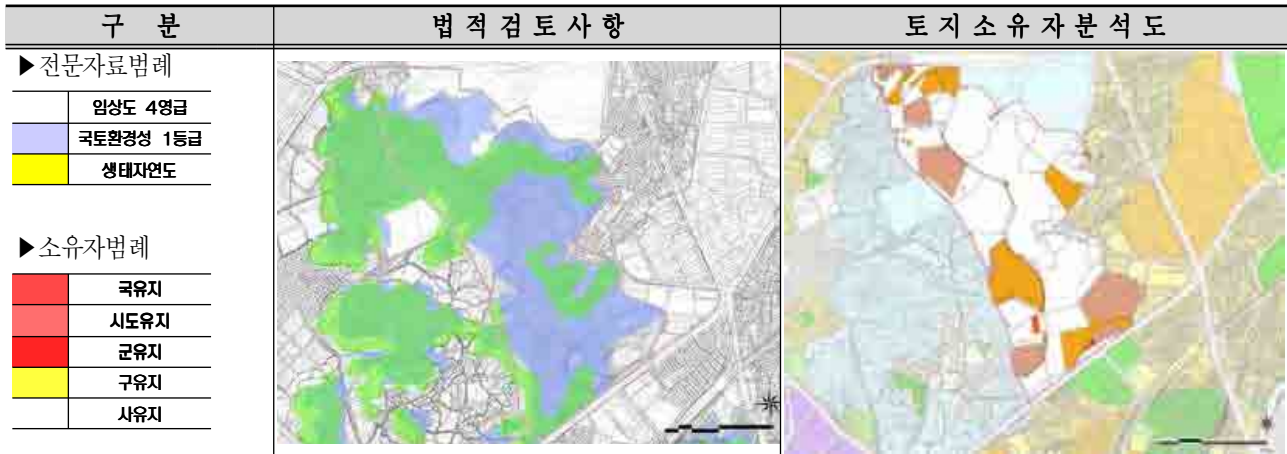 구 분
법적검토사항
토지소유자분석도
▶전문자료범례
임상도 4영급
국토환경성 1등급
생태자연도
▶소유자범례
국유지
시도유지
군유지
구유지
사유지